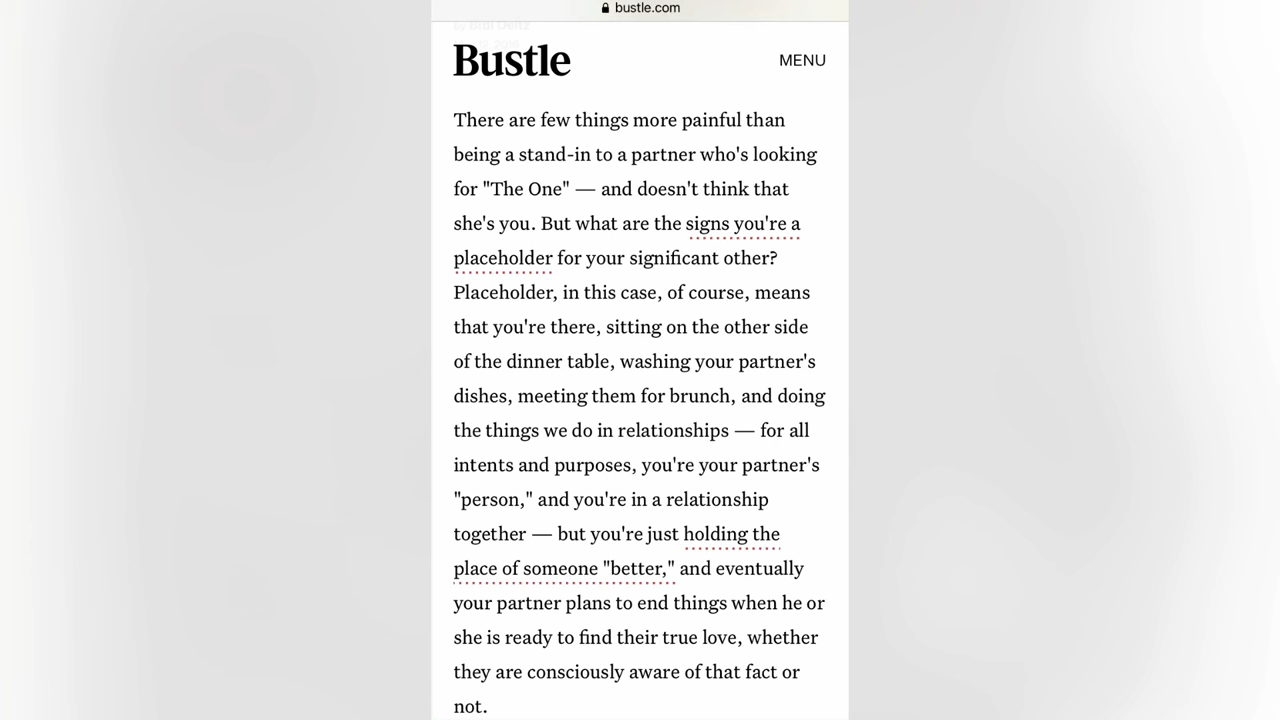 bustle.com
by Bibi Deitz
Bustle
MENU
There are few things more painful than
being a stand-in to a partner who's looking
for "The One" — and doesn't think that
she's you. But what are the signs you're a
placeholder for your significant other?
Placeholder, in this case, of course, means
that you're there, sitting on the other side
of the dinner table, washing your partner's
dishes, meeting them for brunch, and doing
the things we do in relationships — for all
intents and purposes, you're your partner's
"person," and you're in a relationship
together — but you're just holding the
place of someone "better," and eventually
your partner plans to end things when he or
she is ready to find their true love, whether
they are consciously aware of that fact or
not.